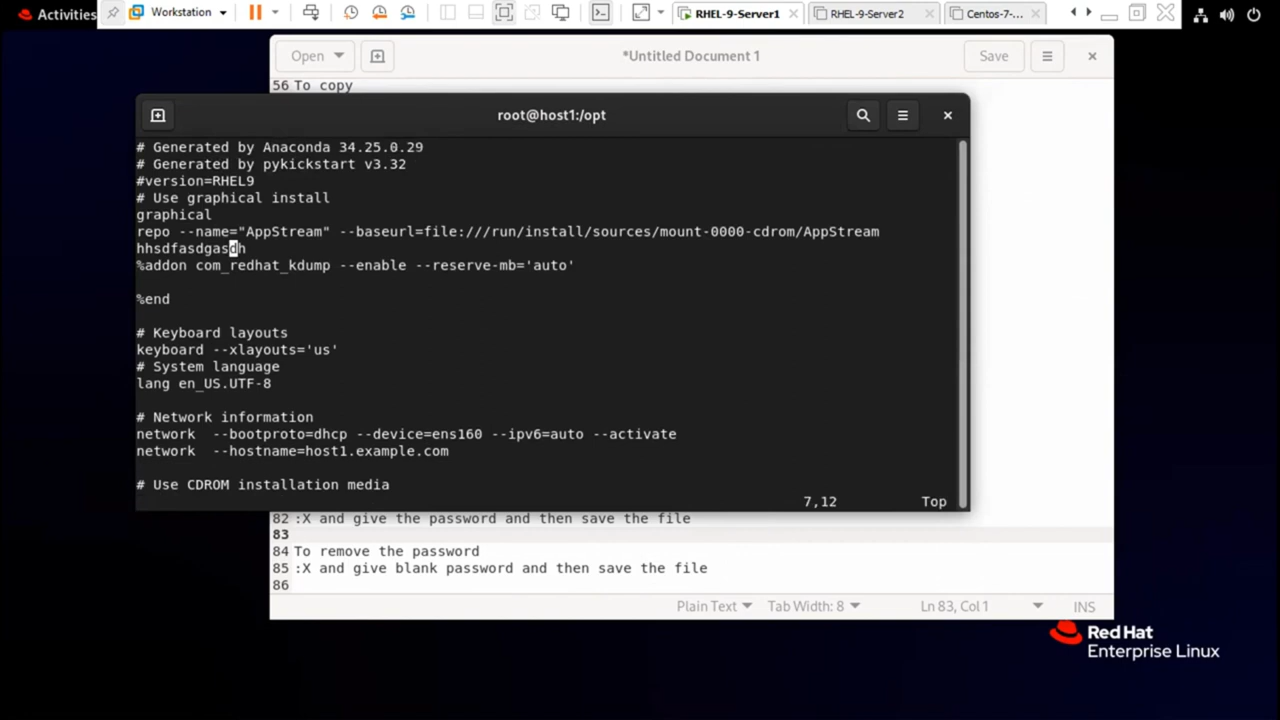 Activities
Workstation
RHEL-9-Server1
RHEL-9-Server2
Centos-7-...
Open
*Untitled Document 1
Save
56 To copy
root@host1:/opt
# Generated by Anaconda 34.25.0.29
# Generated by pykickstart v3.32
#version=RHEL9
# Use graphical install
graphical
repo --name="AppStream" --baseurl=file:///run/install/sources/mount-0000-cdrom/AppStream
hhsdfasdgasdh
%addon com_redhat_kdump --enable --reserve-mb='auto'
%end
# Keyboard layouts
keyboard --xlayouts='us'
# System language
lang en_US.UTF-8
# Network information
network  --bootproto=dhcp --device=ens160 --ipv6=auto --activate
network  --hostname=host1.example.com
# Use CDROM installation media
7,12
Top
82 :X and give the password and then save the file
83
84 To remove the password
85 :X and give blank password and then save the file
86
Plain Text
Tab Width: 8
Ln 83, Col 1
INS
Red Hat
Enterprise Linux